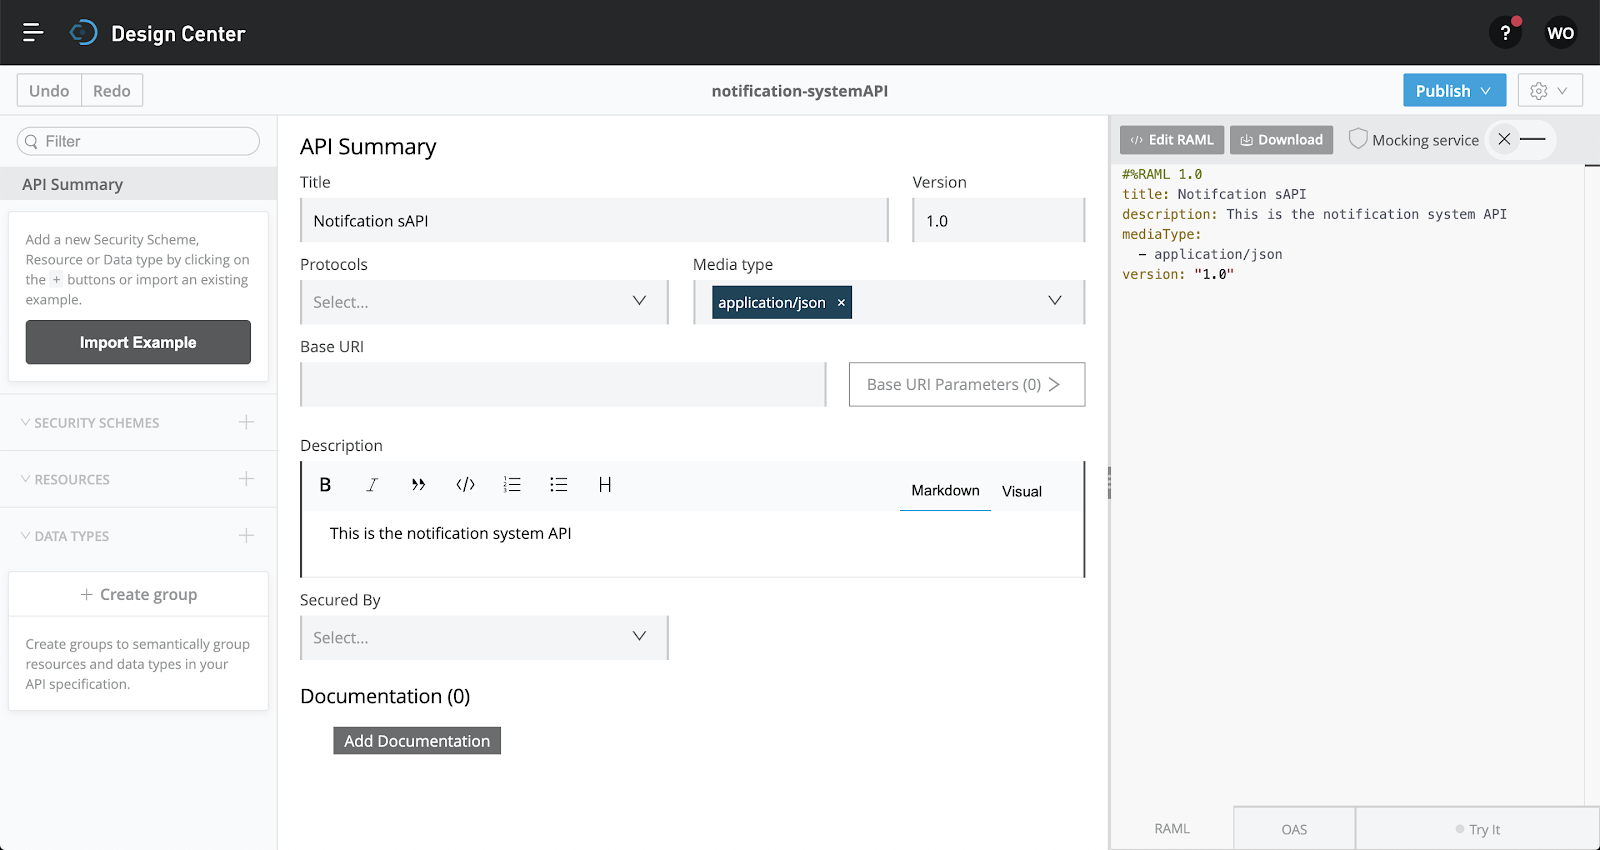 Design Center
?
WO
Undo
Redo
notification-systemAPI
Publish
Filter
API Summary
Add a new Security Scheme,
Resource or Data type by clicking on
the + buttons or import an existing
example.
Import Example
SECURITY SCHEMES
RESOURCES
DATA TYPES
+ Create group
Create groups to semantically group
resources and data types in your
API specification.
API Summary
Title
Version
Notifcation sAPI
1.0
Protocols
Media type
Select...
application/json ×
Base URI
Base URI Parameters (0) >
Description
B I ” </> H
Markdown
Visual
This is the notification system API
Secured By
Select...
Documentation (0)
Add Documentation
</> Edit RAML
Download
Mocking service
#%RAML 1.0
title: Notifcation sAPI
description: This is the notification system API
mediaType:
- application/json
version: "1.0"
RAML
OAS
Try It